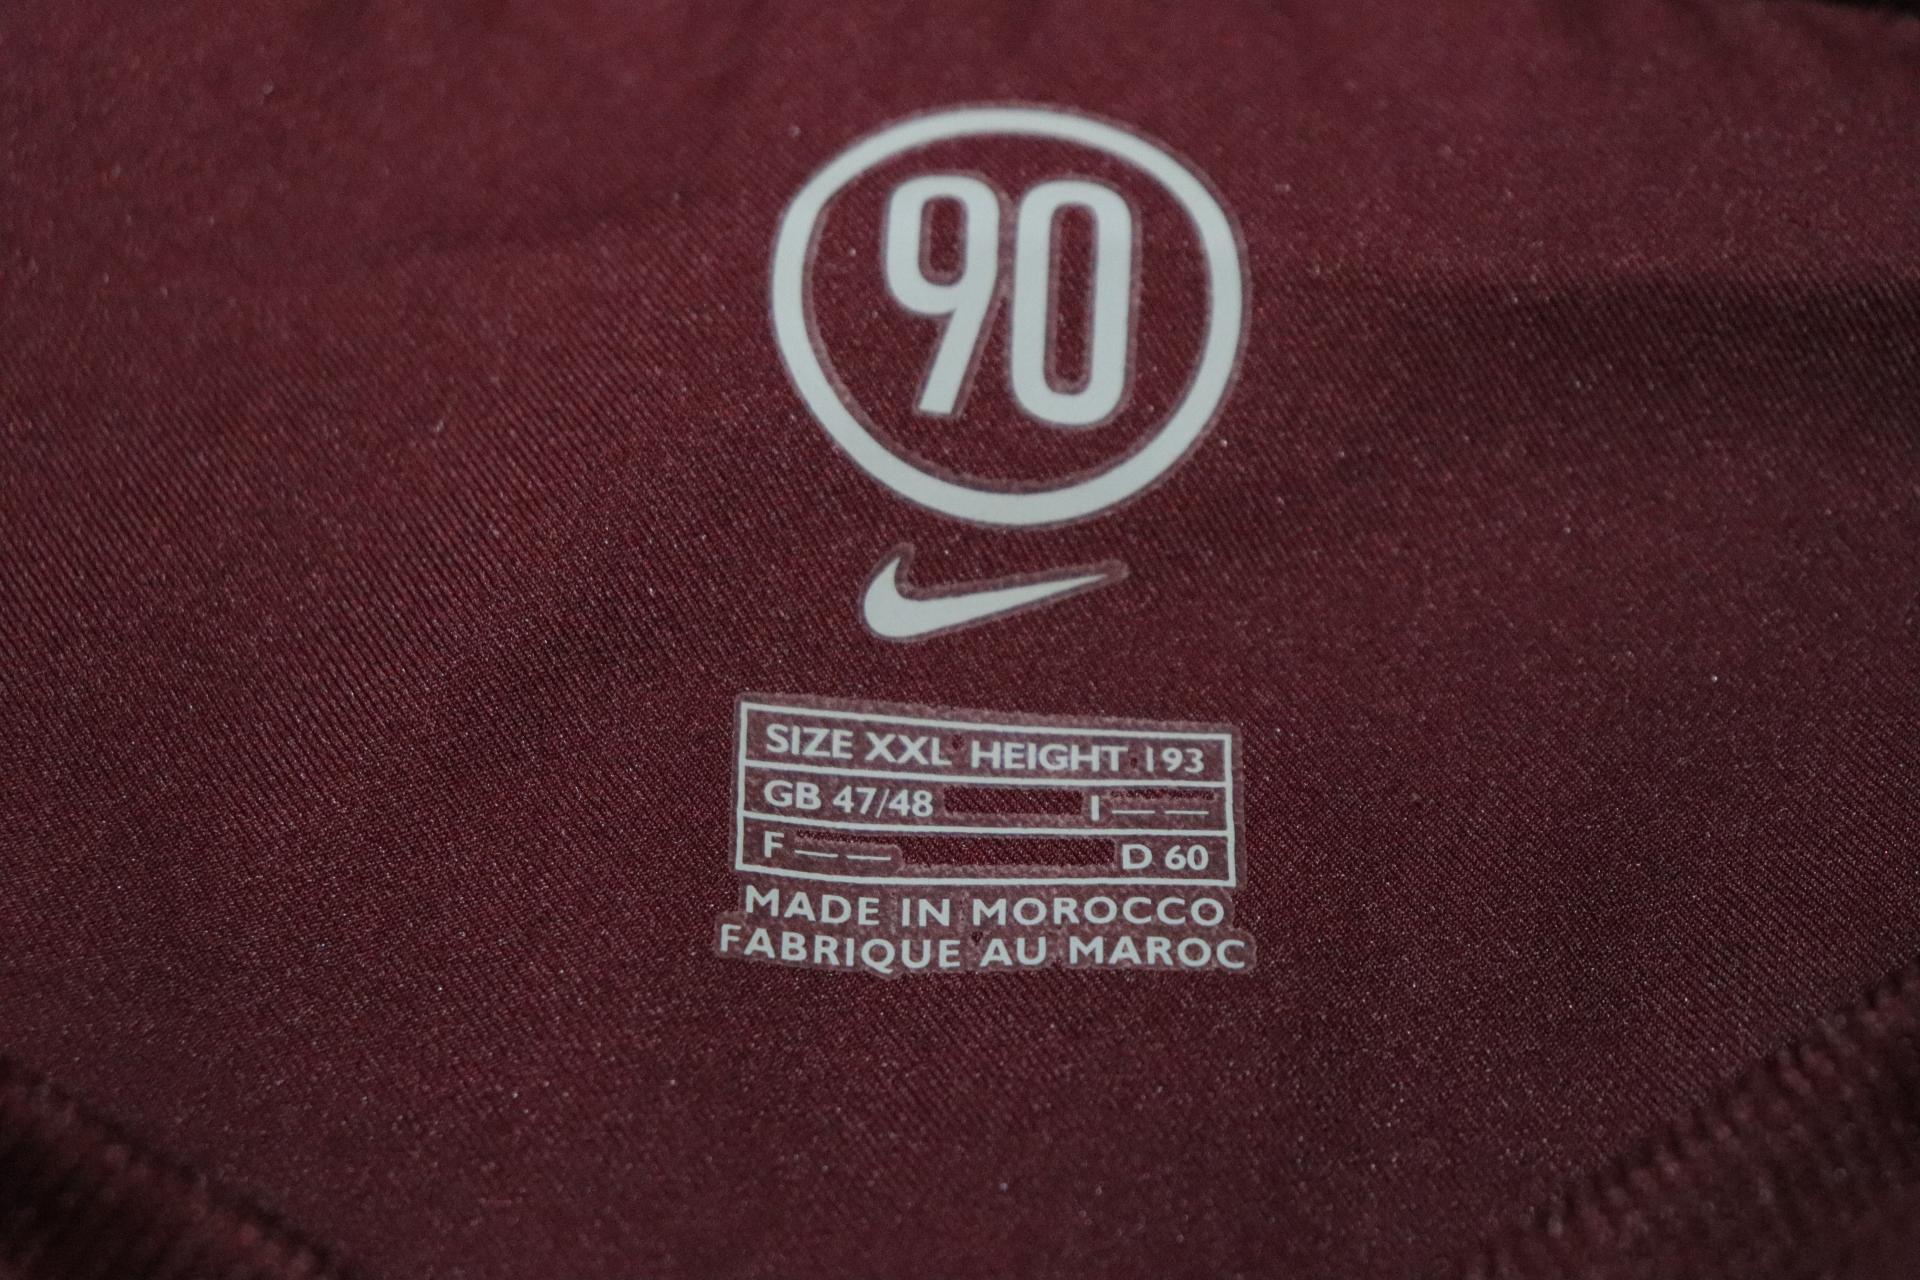 90
SIZE XXL HEIGHT 193
GB 47/48 I — —
F — — D 60
MADE IN MOROCCO
FABRIQUE AU MAROC